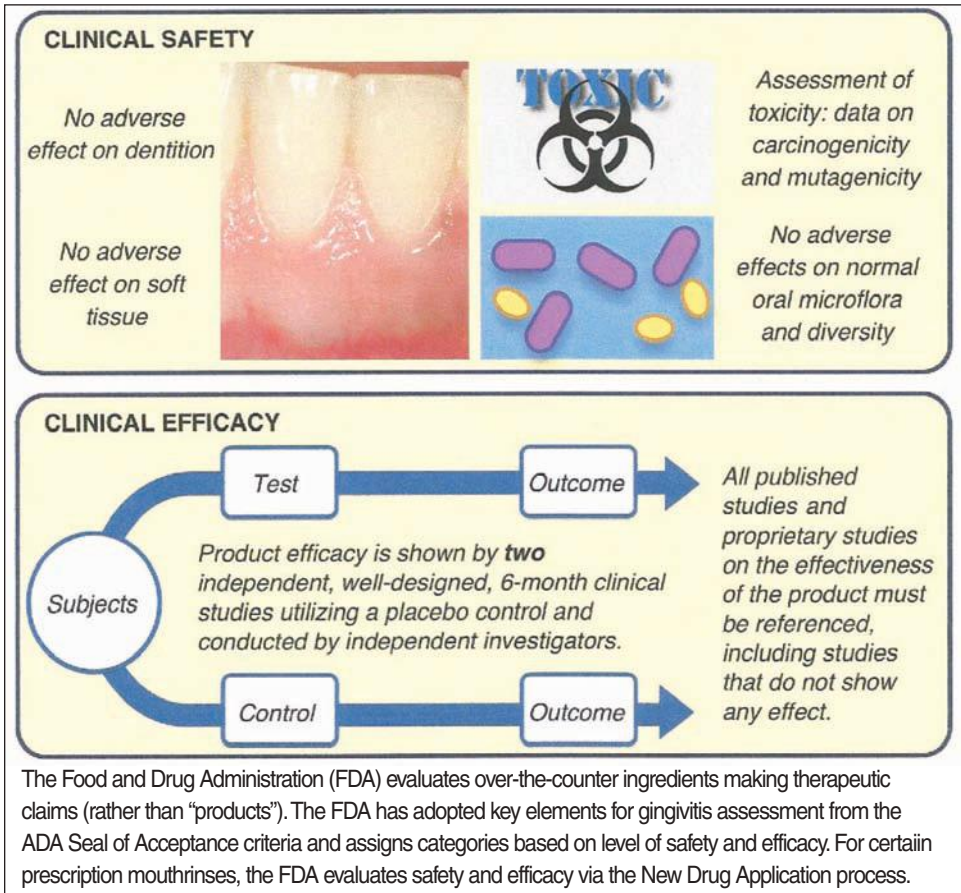 CLINICAL SAFETY
No adverse
effect on dentition
No adverse
effect on soft
tissue
TOXIC
Assessment of
toxicity: data on
carcinogenicity
and mutagenicity
No adverse
effects on normal
oral microflora
and diversity
CLINICAL EFFICACY
Subjects
Test
Outcome
Product efficacy is shown by two
independent, well-designed, 6-month clinical
studies utilizing a placebo control and
conducted by independent investigators.
Control
Outcome
All published
studies and
proprietary studies
on the effectiveness
of the product must
be referenced,
including studies
that do not show
any effect.
The Food and Drug Administration (FDA) evaluates over-the-counter ingredients making therapeutic
claims (rather than “products”). The FDA has adopted key elements for gingivitis assessment from the
ADA Seal of Acceptance criteria and assigns categories based on level of safety and efficacy. For certaiin
prescription mouthrinses, the FDA evaluates safety and efficacy via the New Drug Application process.